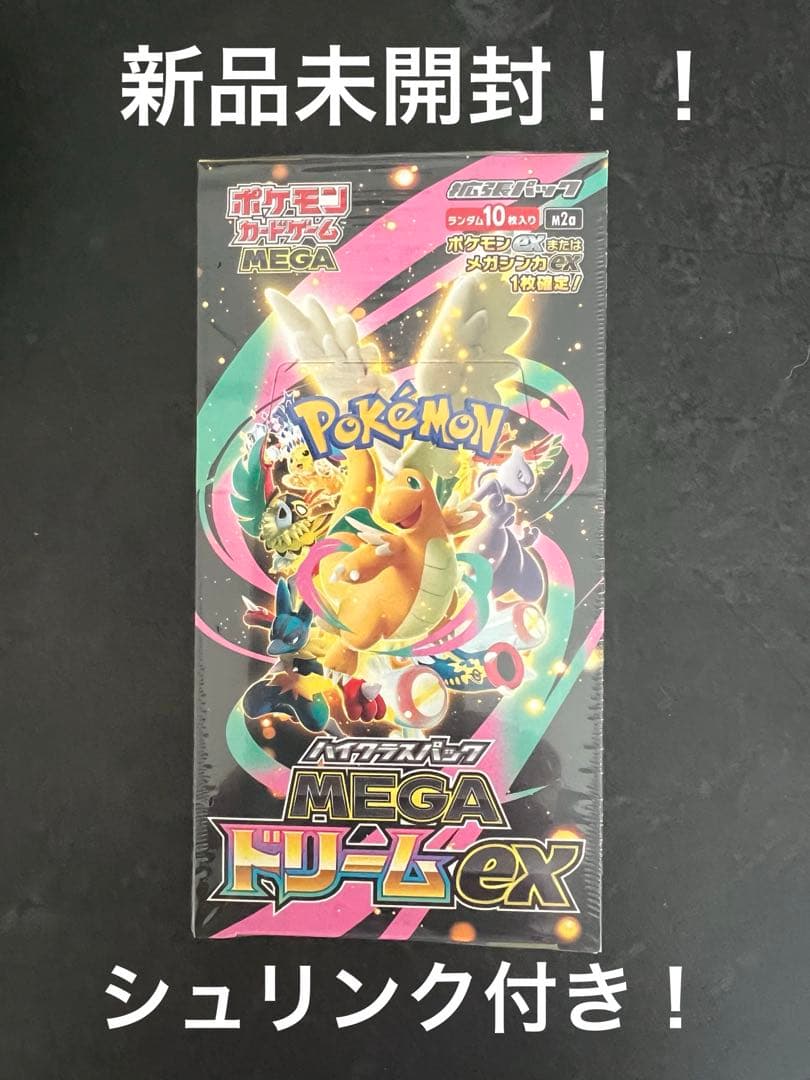 新品未開封！！
ポケモン
カードゲーム
MEGA
拡張パック
ランダム10枚入り M2a
ポケモンexまたは
メガシンカex
1枚確定！
POKéMON
ハイクラスパック
MEGA
ドリームex
シュリンク付き！